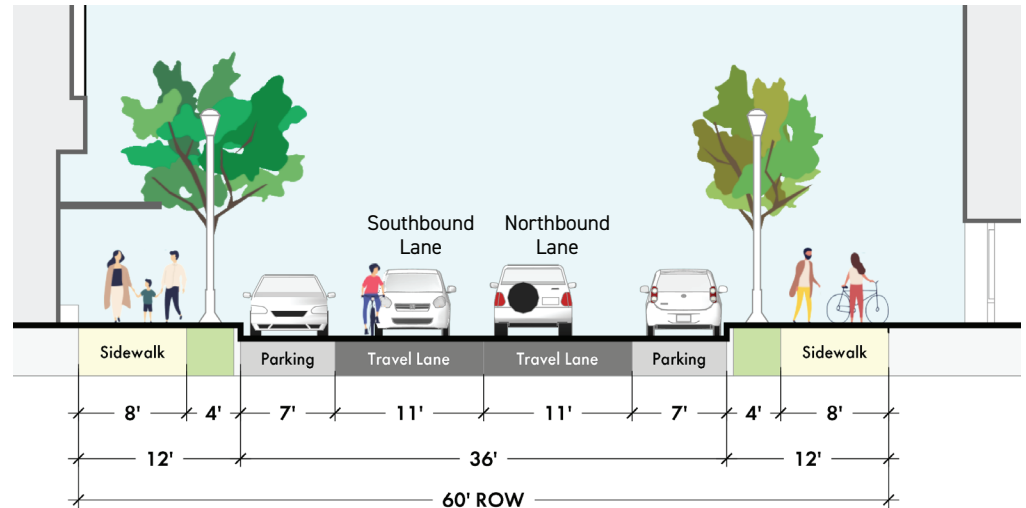 Southbound
Lane
Northbound
Lane
Sidewalk
Parking
Travel Lane
Travel Lane
Parking
Sidewalk
8' 4' 7' 11' 11' 7' 4' 8'
12' 36' 12'
60' ROW